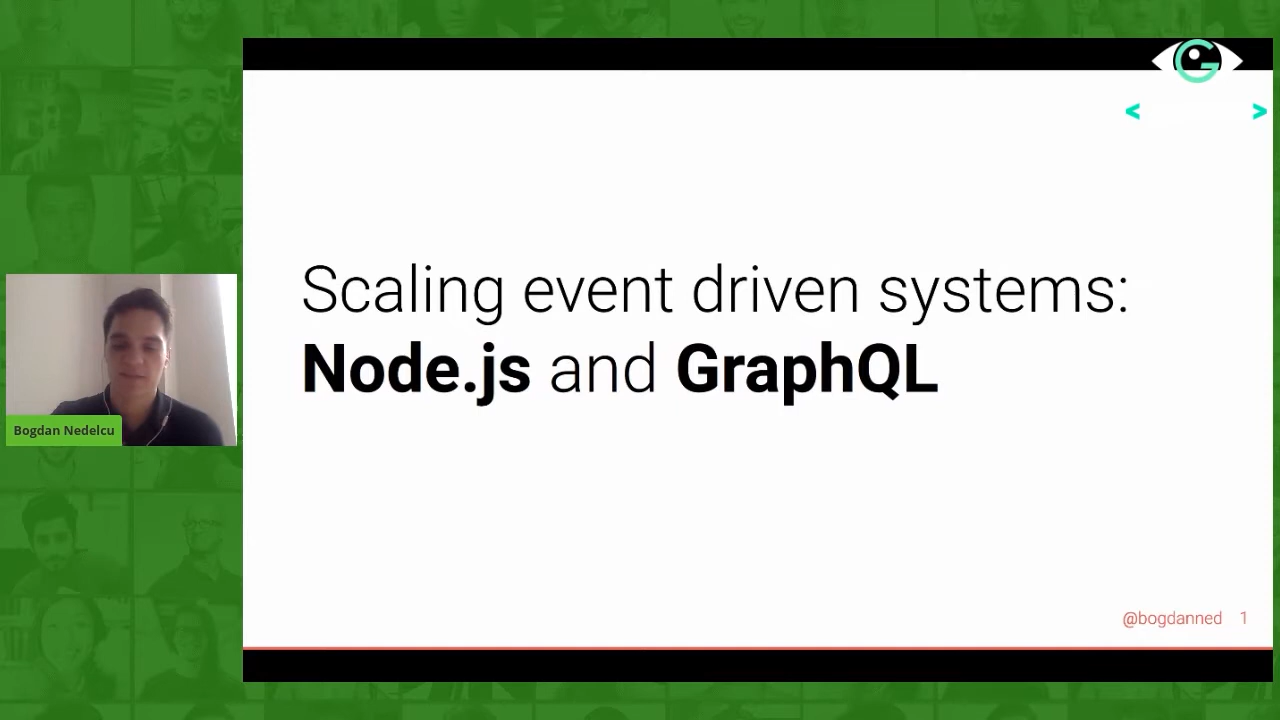 <   >
Scaling event driven systems:
Node.js and GraphQL
Bogdan Nedelcu
@bogdanned 1